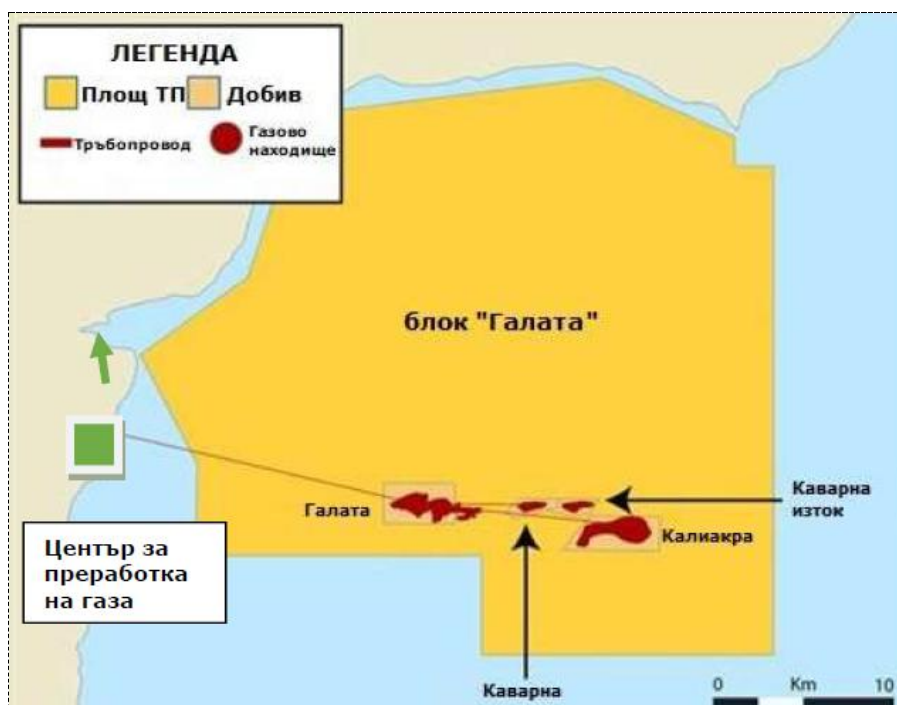 ЛЕГЕНДА
Площ ТП
Добив
Тръбопровод
Газово
находище
блок "Галата"
Галата
Каварна
изток
Калиакра
Център за
преработка
на газа
Каварна
0 Km 10